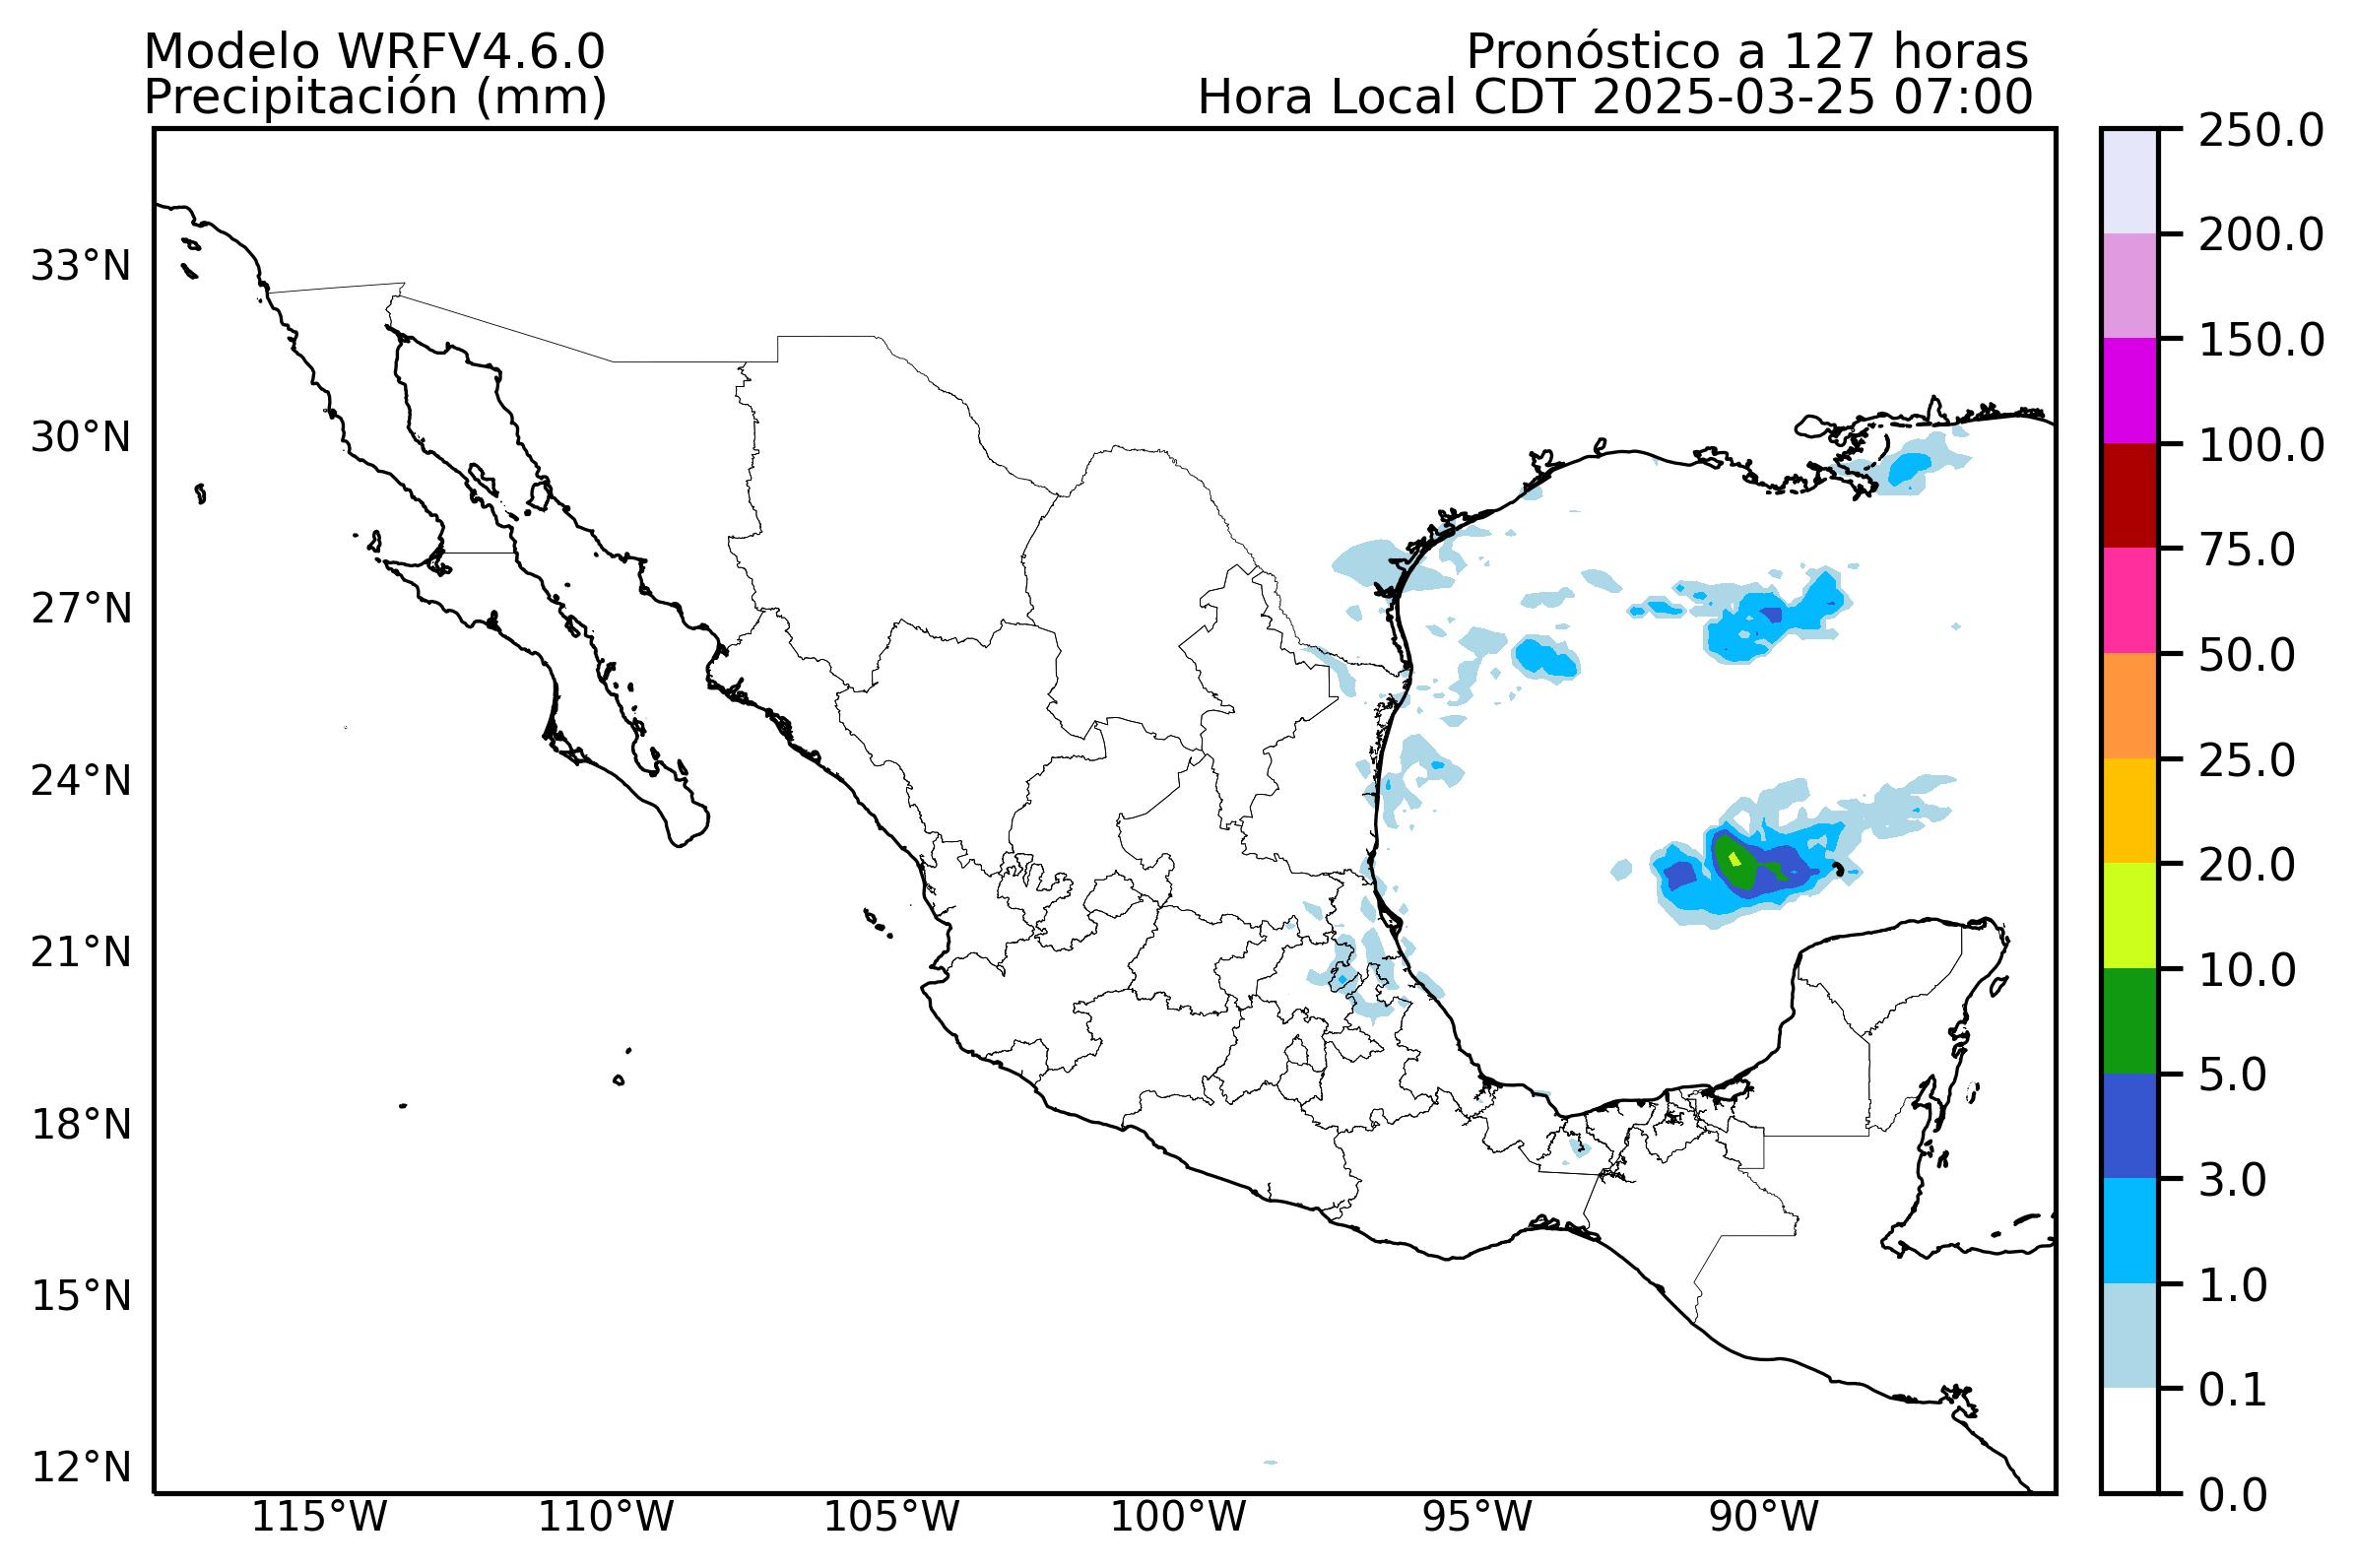 Modelo WRFV4.6.0
Precipitación (mm)
Pronóstico a 127 horas
Hora Local CDT 2025-03-25 07:00
33°N
30°N
27°N
24°N
21°N
18°N
15°N
12°N
115°W
110°W
105°W
100°W
95°W
90°W
250.0
200.0
150.0
100.0
75.0
50.0
25.0
20.0
10.0
5.0
3.0
1.0
0.1
0.0